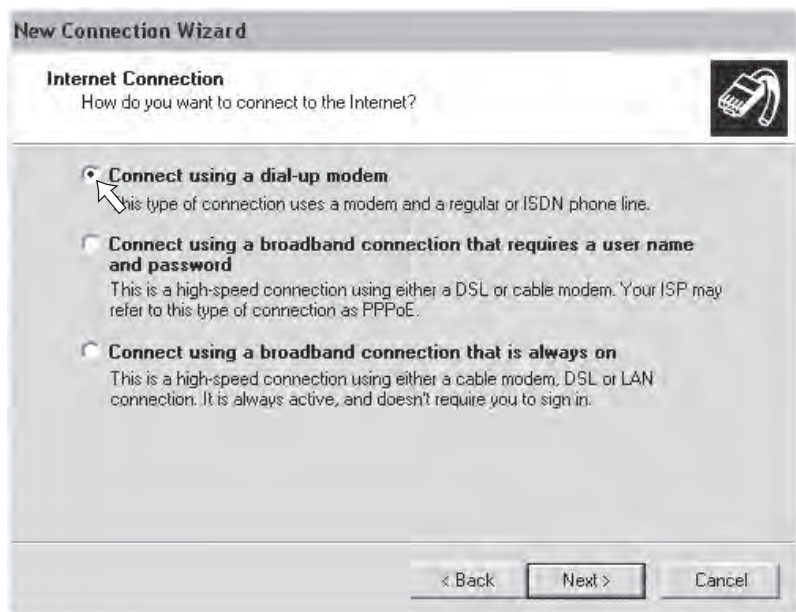 New Connection Wizard
Internet Connection
How do you want to connect to the Internet?
Connect using a dial-up modem
his type of connection uses a modem and a regular or ISDN phone line.
Connect using a broadband connection that requires a user name
and password
This is a high-speed connection using either a DSL or cable modem. Your ISP may
refer to this type of connection as PPPoE.
Connect using a broadband connection that is always on
This is a high-speed connection using either a cable modem, DSL or LAN
connection. It is always active, and doesn't require you to sign in.
< Back
Next >
Cancel